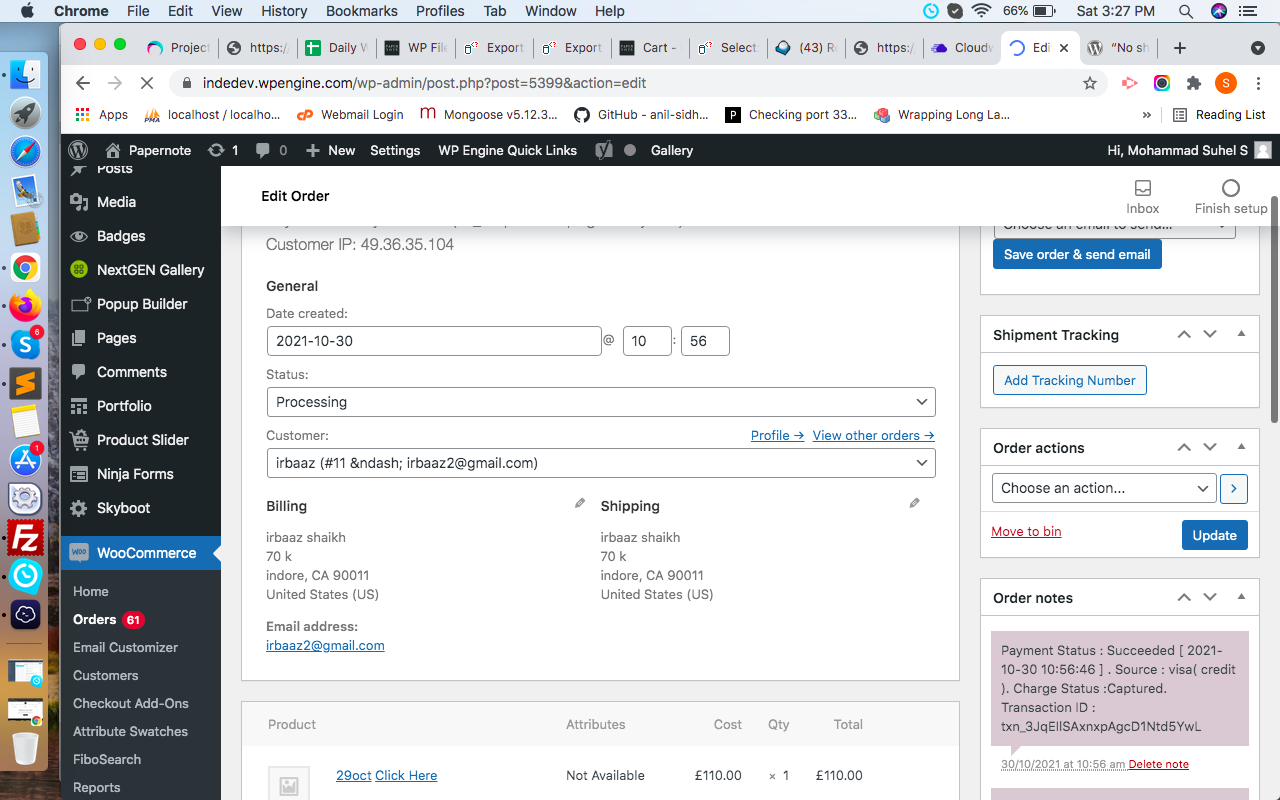 Chrome File Edit View History Bookmarks Profiles Tab Window Help 66% Sat 3:27 PM
Project https:/ Daily W WP File Export Export Cart - Select (43) R https:/ Cloudw Edi "No sh
indedev.wpengine.com/wp-admin/post.php?post=5399&action=edit S
Apps localhost / localho... Webmail Login Mongoose v5.12.3... GitHub - anil-sidh... Checking port 33... Wrapping Long La... » Reading List
Papernote 1 0 New Settings WP Engine Quick Links Gallery Hi, Mohammad Suhel S
Posts
Media
Badges
NextGEN Gallery
Popup Builder
Pages
Comments
Portfolio
Product Slider
Ninja Forms
Skyboot
WooCommerce
Home
Orders 61
Email Customizer
Customers
Checkout Add-Ons
Attribute Swatches
FiboSearch
Reports
Edit Order
Inbox
Finish setup
Customer IP: 49.36.35.104
General
Date created:
2021-10-30 @ 10 : 56
Status:
Processing
Customer: Profile → View other orders →
irbaaz (#11 &ndash; irbaaz2@gmail.com)
Billing
irbaaz shaikh
70 k
indore, CA 90011
United States (US)
Email address:
irbaaz2@gmail.com
Shipping
irbaaz shaikh
70 k
indore, CA 90011
United States (US)
Product Attributes Cost Qty Total
29oct Click Here Not Available £110.00 × 1 £110.00
Choose an email to send...
Save order & send email
Shipment Tracking
Add Tracking Number
Order actions
Choose an action...
Move to bin Update
Order notes
Payment Status : Succeeded [ 2021-
10-30 10:56:46 ] . Source : visa( credit
). Charge Status :Captured.
Transaction ID :
txn_3JqEllSAxnxpAgcD1Ntd5YwL
30/10/2021 at 10:56 am Delete note